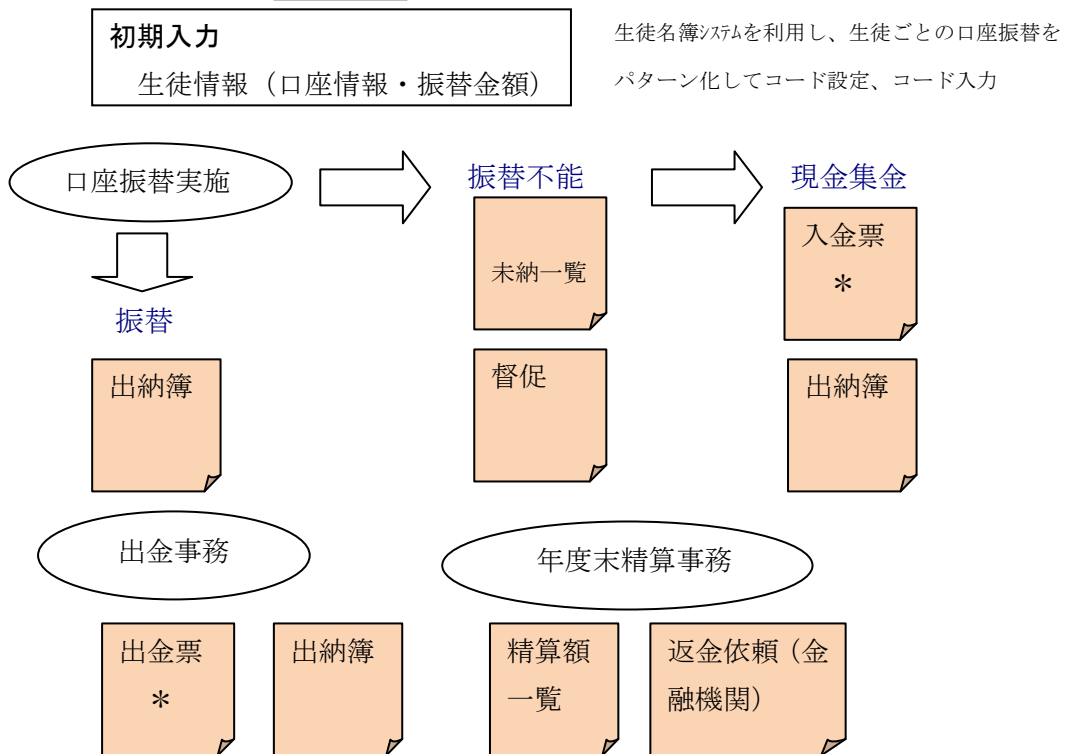 初期入力
生徒情報（口座情報・振替金額）
生徒名簿ｼｽﾃﾑを利用し、生徒ごとの口座振替を
パターン化してコード設定、コード入力
口座振替実施
振替不能
現金集金
未納一覧
入金票
＊
振替
出納簿
督促
出納簿
出金事務
年度末精算事務
出金票
＊
出納簿
精算額
一覧
返金依頼（金
融機関）